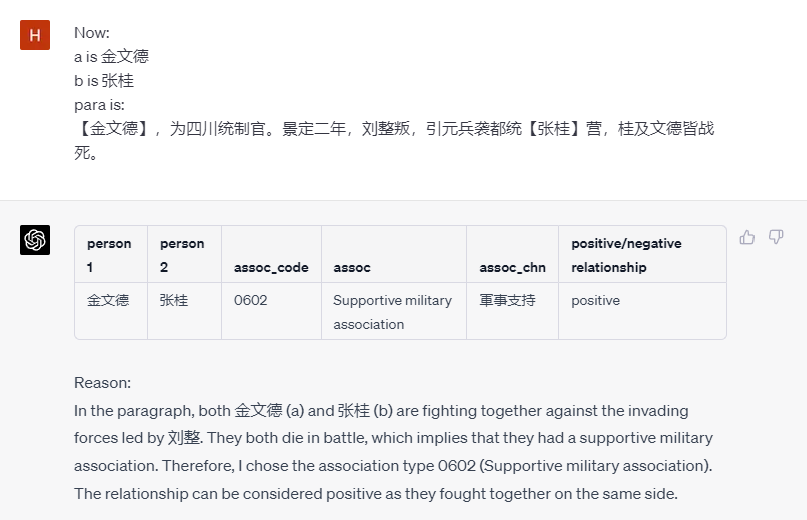 H
Now:
a is 金文德
b is 张桂
para is:
【金文德】，为四川统制官。景定二年，刘整叛，引元兵袭都统【张桂】营，桂及文德皆战
死。
person 1 person 2 assoc_code assoc assoc_chn positive/negative relationship
金文德 张桂 0602 Supportive military association 軍事支持 positive
Reason:
In the paragraph, both 金文德 (a) and 张桂 (b) are fighting together against the invading
forces led by 刘整. They both die in battle, which implies that they had a supportive military
association. Therefore, I chose the association type 0602 (Supportive military association).
The relationship can be considered positive as they fought together on the same side.